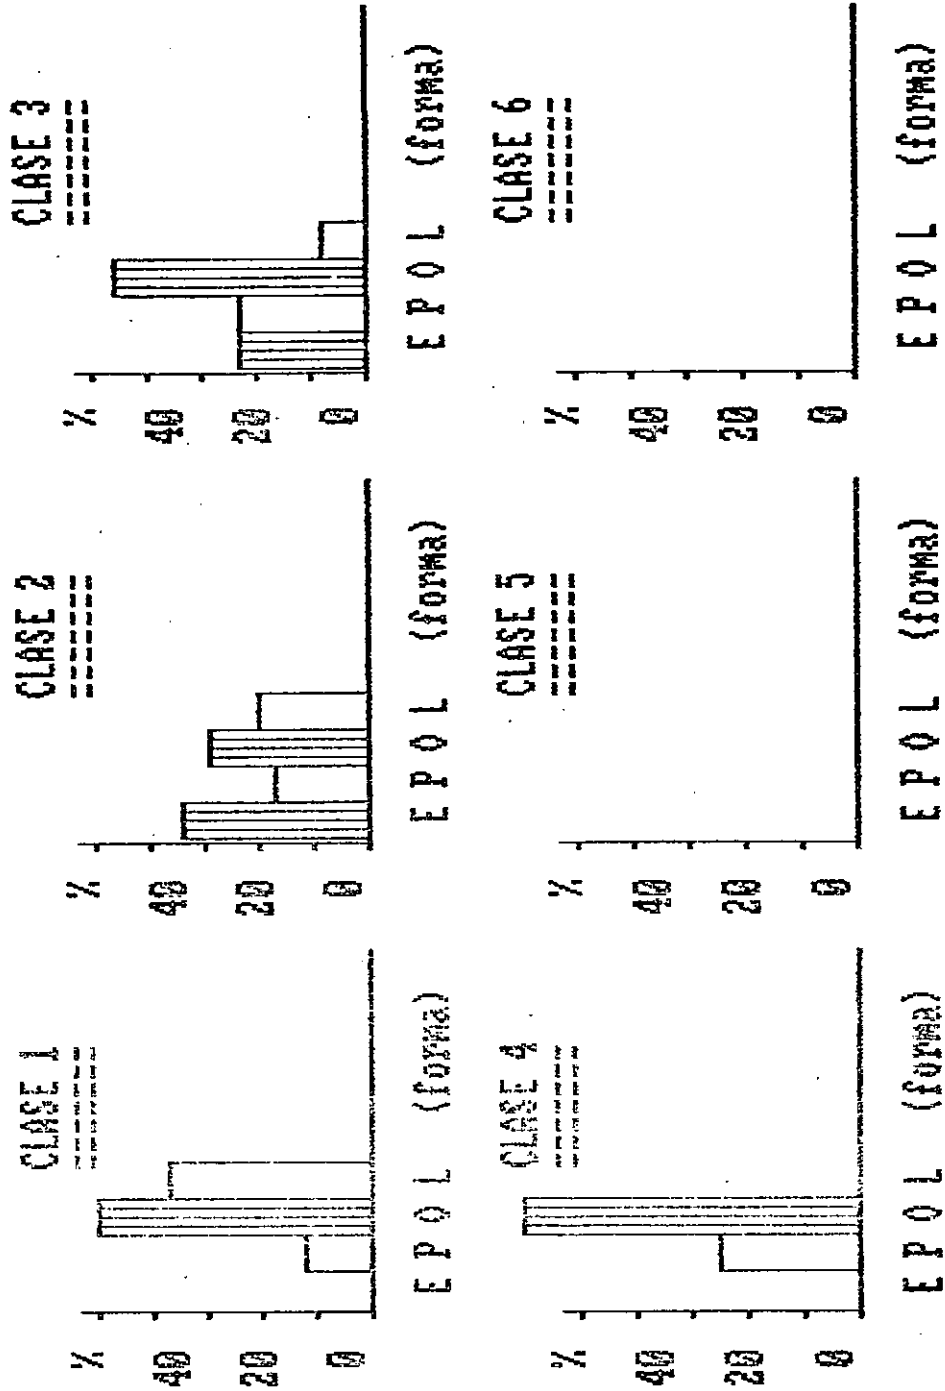 CLASE 1
=====
%
40
20
0
E P O L (forma)
CLASE 2
=====
%
40
20
0
E P O L (forma)
CLASE 3
=====
%
40
20
0
E P O L (forma)
CLASE 4
=====
%
40
20
0
E P O L (forma)
CLASE 5
=====
%
40
20
0
E P O L (forma)
CLASE 6
=====
%
40
20
0
E P O L (forma)